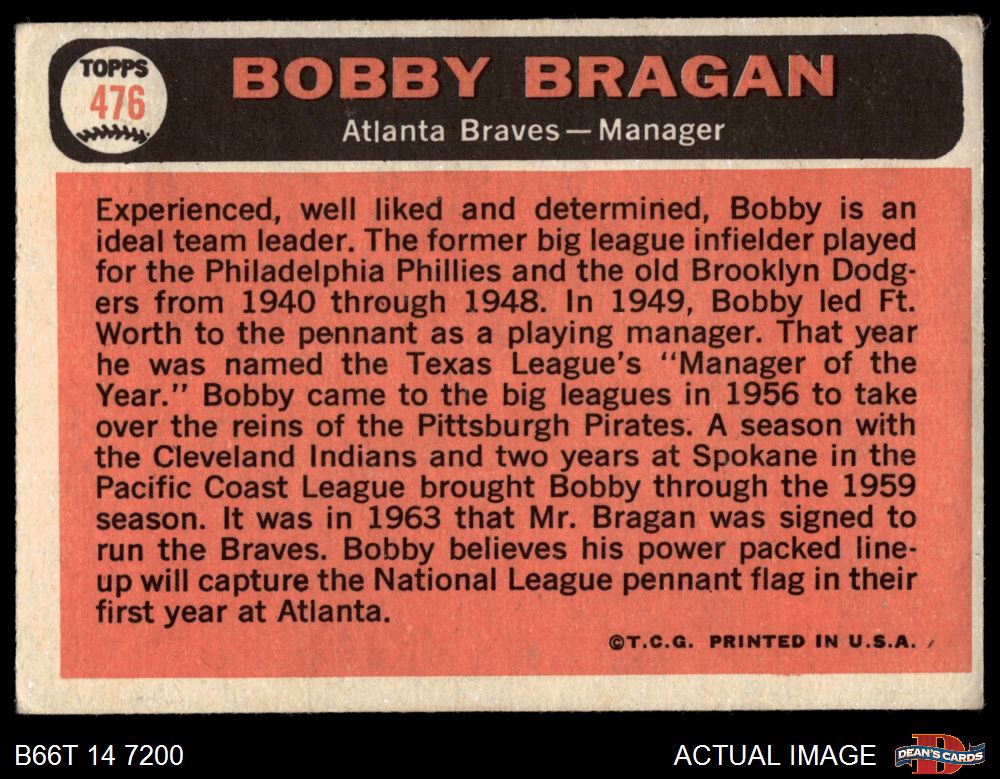 TOPPS
476
BOBBY BRAGAN
Atlanta Braves — Manager
Experienced, well liked and determined, Bobby is an
ideal team leader. The former big league infielder played
for the Philadelphia Phillies and the old Brooklyn Dodg-
ers from 1940 through 1948. In 1949, Bobby led Ft.
Worth to the pennant as a playing manager. That year
he was named the Texas League's "Manager of the
Year." Bobby came to the big leagues in 1956 to take
over the reins of the Pittsburgh Pirates. A season with
the Cleveland Indians and two years at Spokane in the
Pacific Coast League brought Bobby through the 1959
season. It was in 1963 that Mr. Bragan was signed to
run the Braves. Bobby believes his power packed line-
up will capture the National League pennant flag in their
first year at Atlanta.
©T.C.G. PRINTED IN U.S.A.
B66T 14 7200
ACTUAL IMAGE
D
DEAN'S CARDS